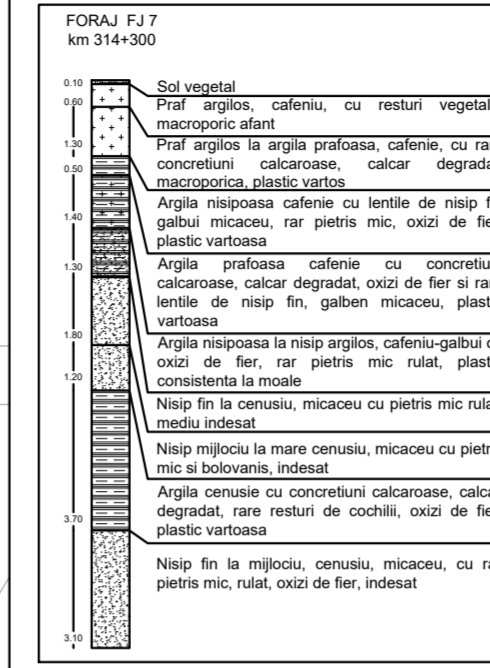 FORAJ FJ 7
km 314+300
0.10
Sol vegetal
0.60
Praf argilos, cafeniu, cu resturi vegetal
macroporic afant
1.30
Praf argilos la argila prafoasa, cafenie, cu ra
concretiuni calcaroase, calcar degrada
macroporica, plastic vartos
0.50
Argila nisipoasa cafenie cu lentile de nisip f
galbui micaceu, rar pietris mic, oxizi de fie
plastic vartoasa
1.40
Argila prafoasa cafenie cu concretiu
calcaroase, calcar degradat, oxizi de fier si rar
lentile de nisip fin, galben micaceu, plast
vartoasa
1.30
Argila nisipoasa la nisip argilos, cafeniu-galbui c
oxizi de fier, rar pietris mic rulat, plast
consistenta la moale
1.80
Nisip fin la cenusiu, micaceu cu pietris mic rula
mediu indesat
1.20
Nisip mijlociu la mare cenusiu, micaceu cu pietr
mic si bolovanis, indesat
3.70
Argila cenusie cu concretiuni calcaroase, calca
degradat, rare resturi de cochilii, oxizi de fie
plastic vartoasa
3.10
Nisip fin la mijlociu, cenusiu, micaceu, cu ra
pietris mic, rulat, oxizi de fier, indesat